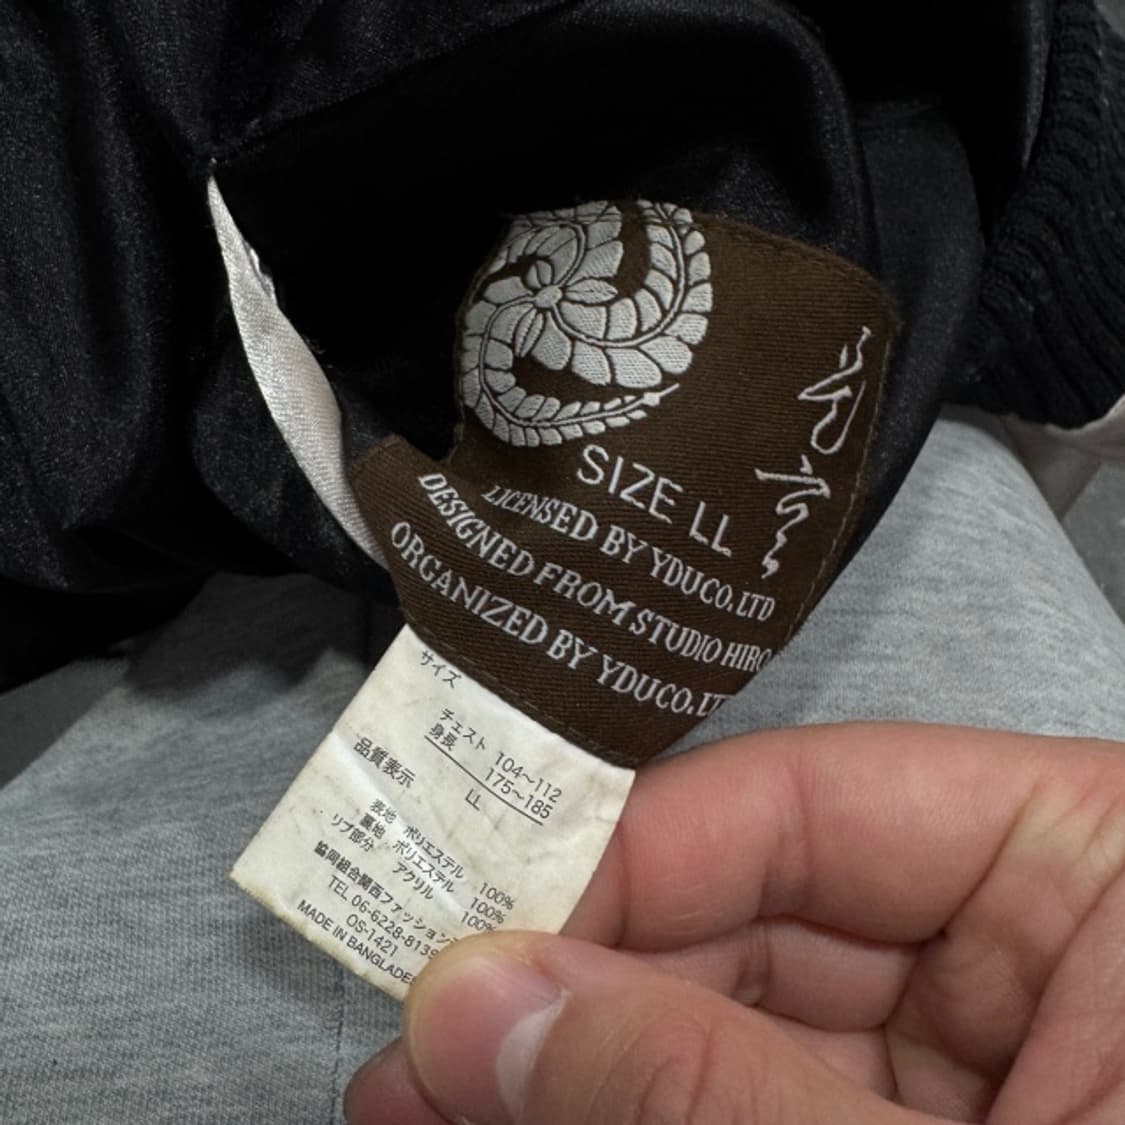 SIZE LL
LICENSED BY YDUCO.LTD
DESIGNED FROM STUDIO HIRO
ORGANIZED BY YDUCO.LT
サイズ
チェスト 104〜112
身長 175〜185
LL
品質表示
表地 ポリエステル 100%
裏地 ポリエステル 100%
リブ部分 アクリル 100%
協同組合関西ファッション
TEL 06-6228-8139
OS-1421
MADE IN BANGLADES